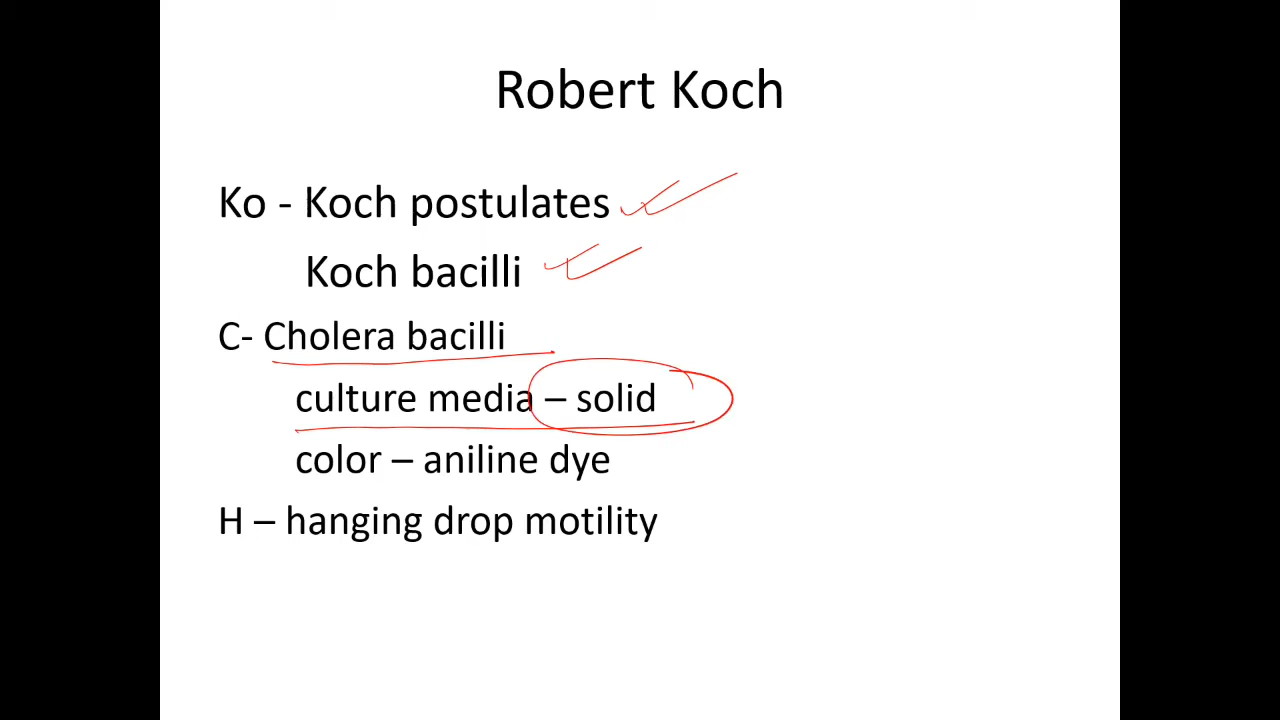 Robert Koch
Ko - Koch postulates
Koch bacilli
C- Cholera bacilli
culture media – solid
color – aniline dye
H – hanging drop motility